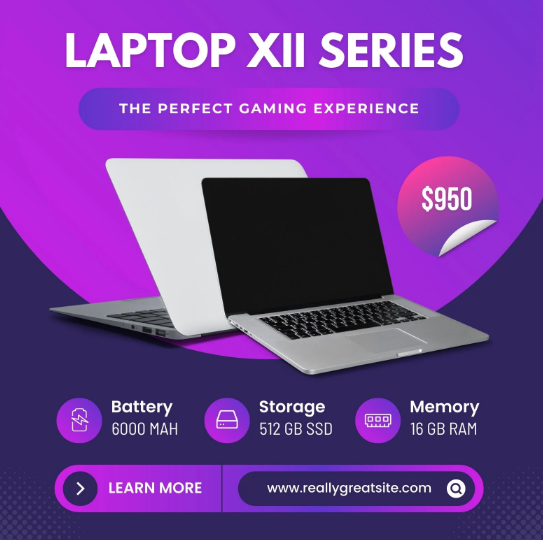 LAPTOP XII SERIES
THE PERFECT GAMING EXPERIENCE
$950
Battery
6000 MAH
Storage
512 GB SSD
Memory
16 GB RAM
LEARN MORE
www.reallygreatsite.com